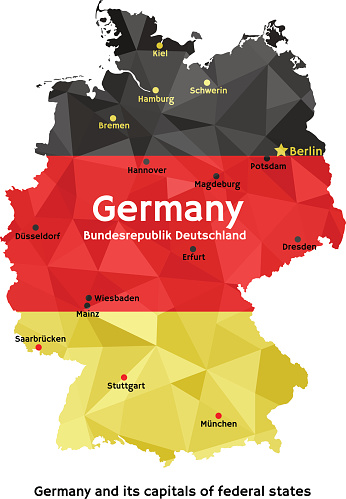 Kiel
Schwerin
Hamburg
Bremen
Berlin
Potsdam
Hannover
Magdeburg
Germany
Bundesrepublik Deutschland
Düsseldorf
Dresden
Erfurt
Wiesbaden
Mainz
Saarbrücken
Stuttgart
München
Germany and its capitals of federal states